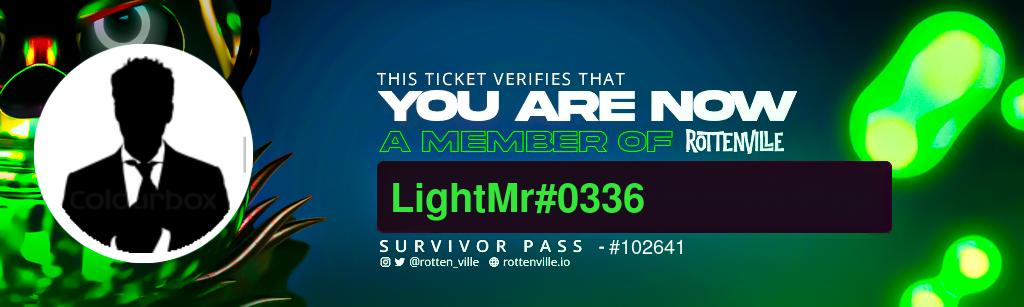 THIS TICKET VERIFIES THAT
YOU ARE NOW
A MEMBER OF ROTTENVILLE
LightMr#0336
SURVIVOR PASS - #102641
@rotten_ville rottenville.io
Colourbox